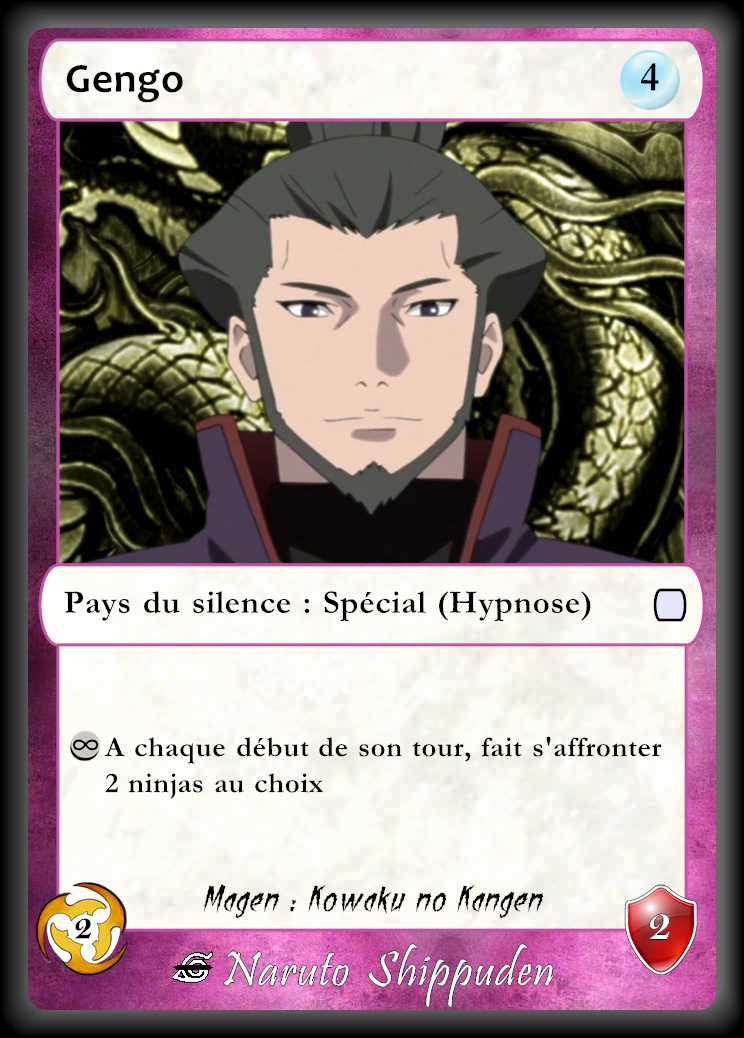 Gengo
4
Pays du silence : Spécial (Hypnose)
∞ A chaque début de son tour, fait s'affronter
2 ninjas au choix
Magen : Kowaku no Kangen
2
2
Naruto Shippuden